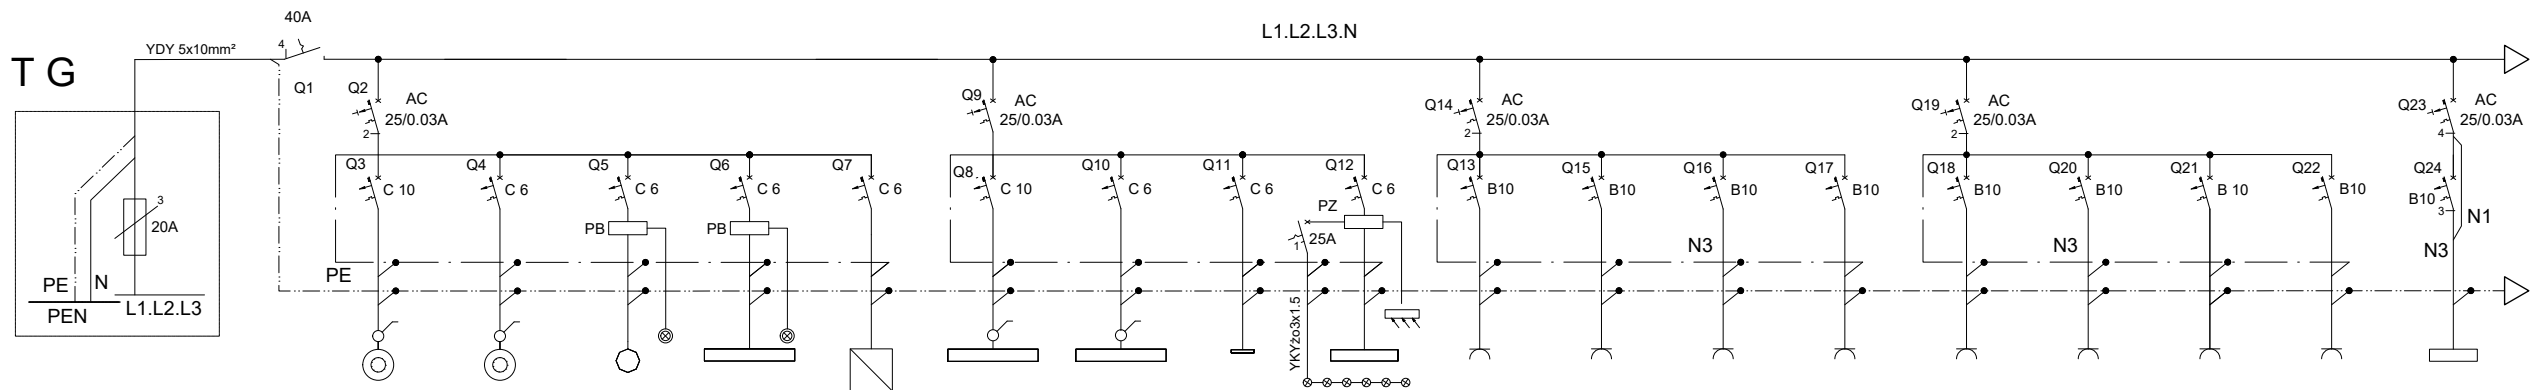 40A
L1.L2.L3.N
4
YDY 5x10mm²
T G
Q1
Q2
AC
25/0.03A
2
Q9
AC
25/0.03A
Q14
AC
25/0.03A
2
Q19
AC
25/0.03A
2
Q23
AC
25/0.03A
4
Q3
Q4
Q5
Q6
Q7
Q8
Q10
Q11
Q12
Q13
Q15
Q16
Q17
Q18
Q20
Q21
Q22
Q24
C 10
C 6
C 6
C 6
C 6
C 10
C 6
C 6
C 6
B10
B10
B10
B10
B10
B10
B 10
B10
B10
3
3
20A
PB
PB
PZ
25A
1
N1
N3
N3
N3
PE
PE
N
PEN
L1.L2.L3
YKYżo3x1.5